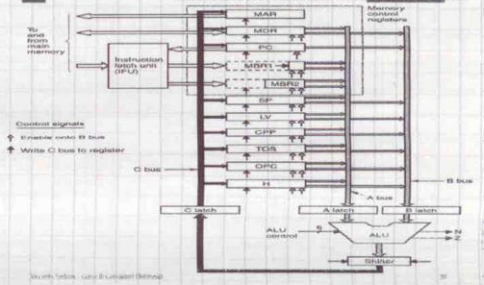 To and from main memory
Memory control registers
MAR
MDR
PC
Instruction fetch unit (IFU)
MBR1
MBR2
SP
LV
CPP
TOS
OPC
H
Control signals
Enable onto B bus
Write C bus to register
C bus
B bus
A bus
C latch
A latch
B latch
ALU control
6
ALU
N
Z
Shifter